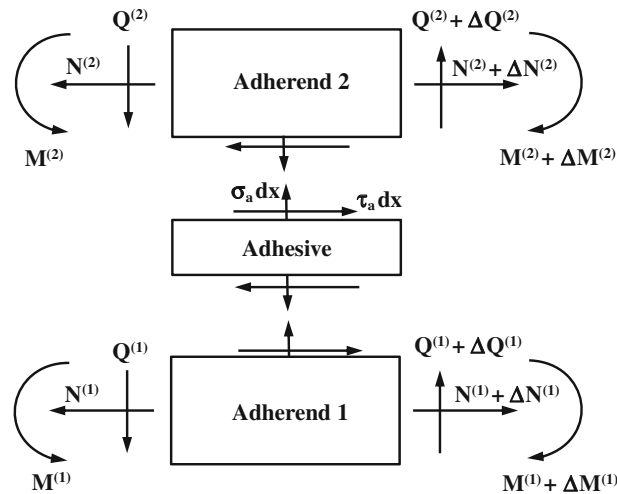 Q(2)
Q(2) + ΔQ(2)
N(2)
Adherend 2
N(2) + ΔN(2)
M(2)
M(2) + ΔM(2)
σa dx
τa dx
Adhesive
Q(1)
Q(1) + ΔQ(1)
N(1)
Adherend 1
N(1) + ΔN(1)
M(1)
M(1) + ΔM(1)